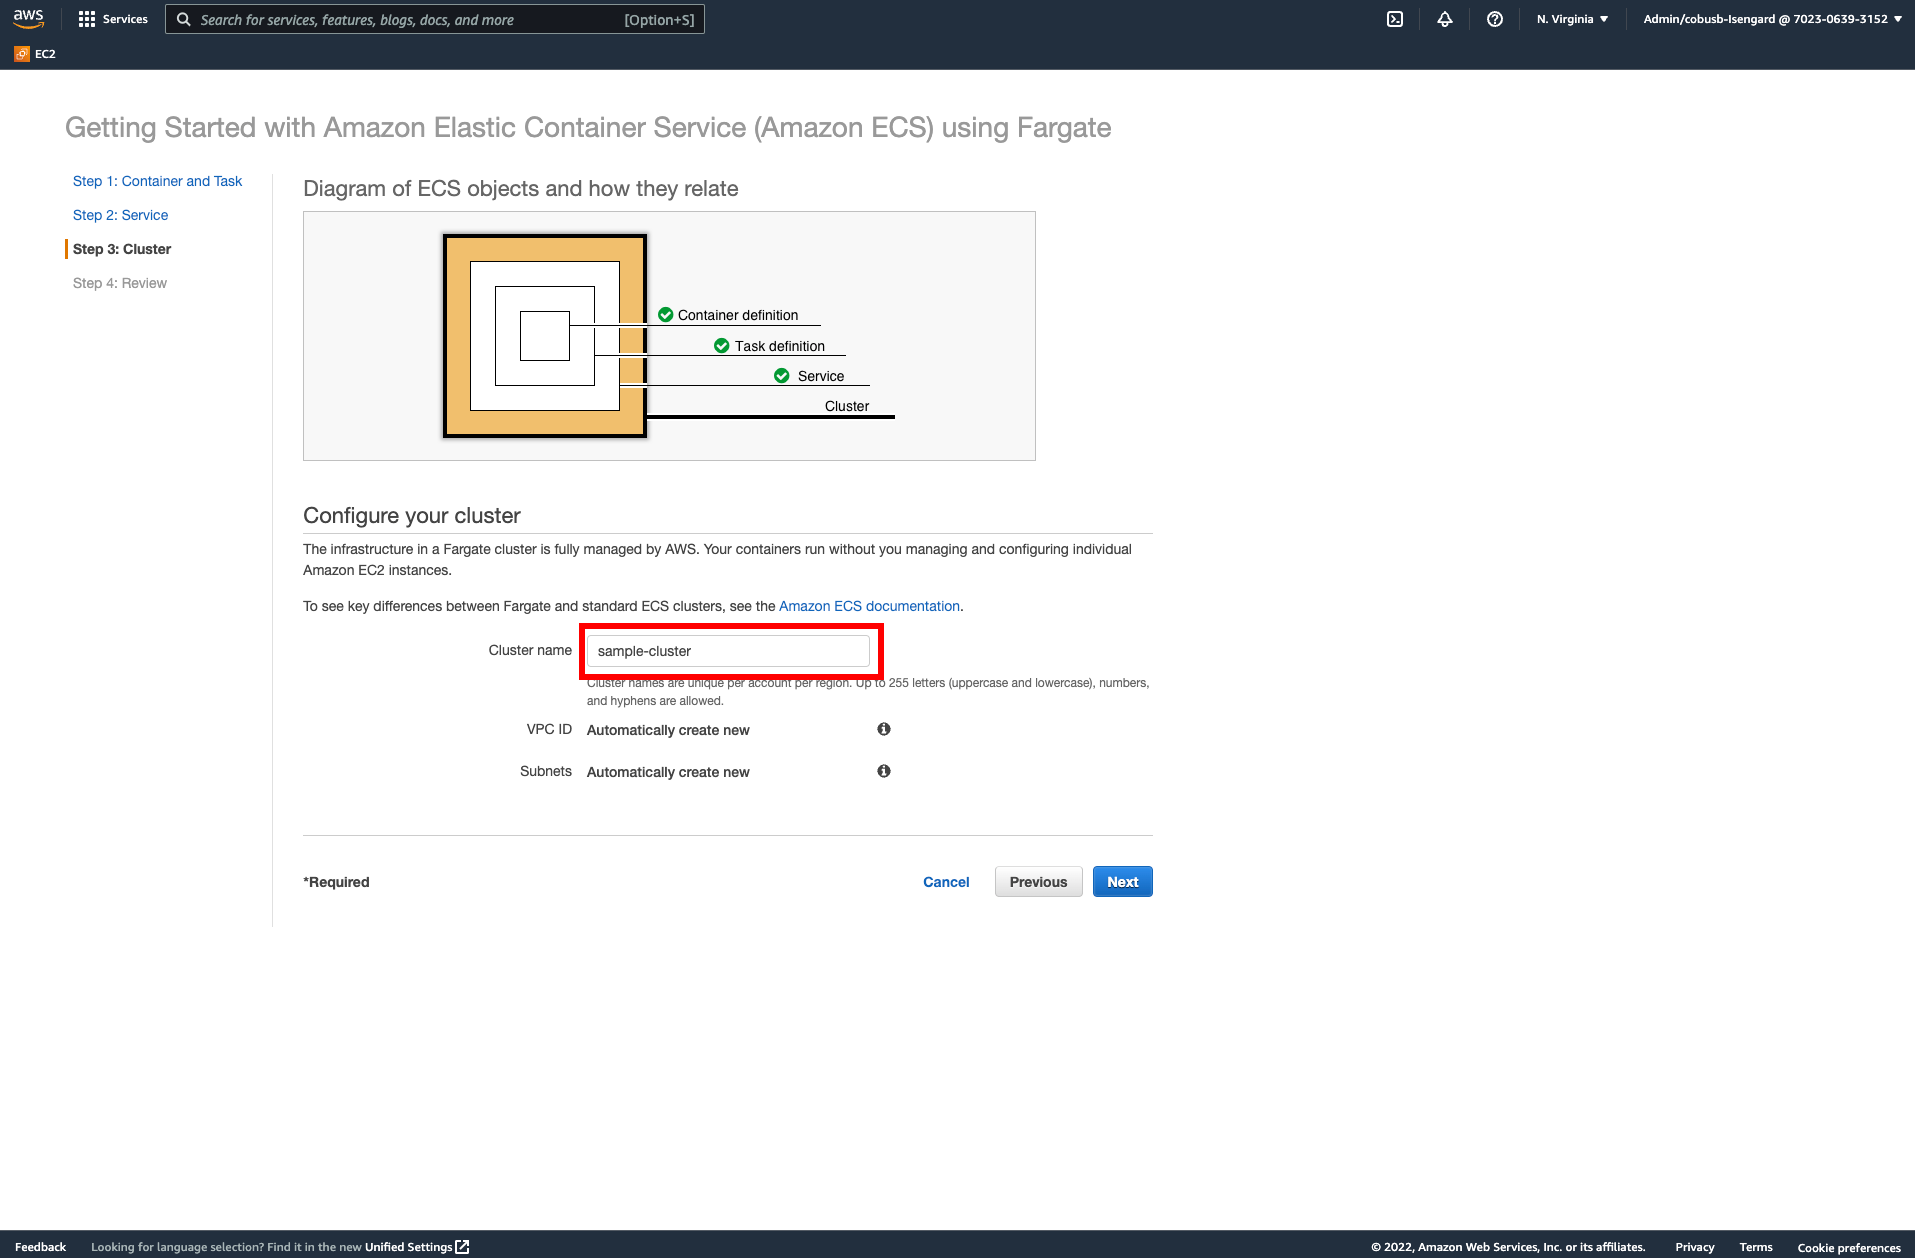 aws
Services
Search for services, features, blogs, docs, and more
[Option+S]
N. Virginia
Admin/cobusb-Isengard @ 7023-0639-3152
EC2
Getting Started with Amazon Elastic Container Service (Amazon ECS) using Fargate
Step 1: Container and Task
Step 2: Service
Step 3: Cluster
Step 4: Review
Diagram of ECS objects and how they relate
Container definition
Task definition
Service
Cluster
Configure your cluster
The infrastructure in a Fargate cluster is fully managed by AWS. Your containers run without you managing and configuring individual
Amazon EC2 instances.
To see key differences between Fargate and standard ECS clusters, see the Amazon ECS documentation.
Cluster name
sample-cluster
Cluster names are unique per account per region. Up to 255 letters (uppercase and lowercase), numbers,
and hyphens are allowed.
VPC ID
Automatically create new
Subnets
Automatically create new
*Required
Cancel
Previous
Next
Feedback
Looking for language selection? Find it in the new Unified Settings
© 2022, Amazon Web Services, Inc. or its affiliates.
Privacy
Terms
Cookie preferences